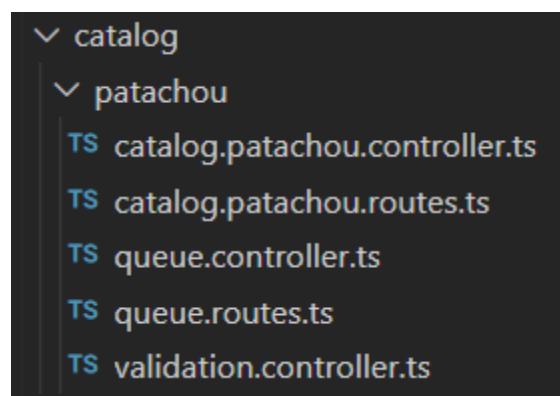 catalog
patachou
TS catalog.patachou.controller.ts
TS catalog.patachou.routes.ts
TS queue.controller.ts
TS queue.routes.ts
TS validation.controller.ts